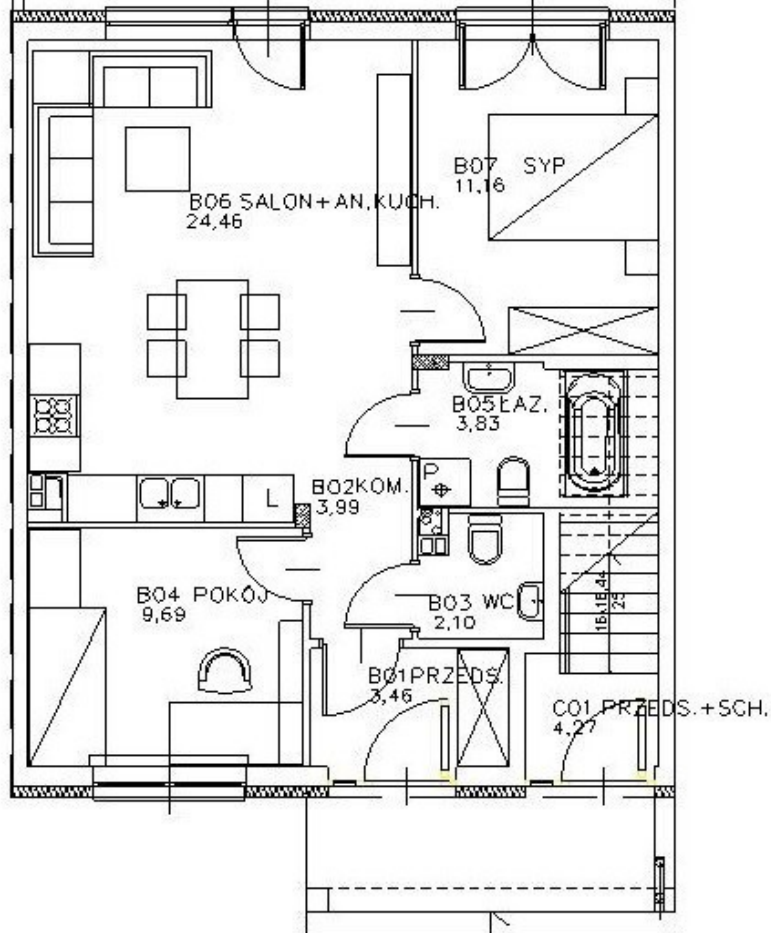 B07 SYP
11,16
B06 SALON+AN,KUCH.
24,46
B05ŁAZ.
3,83
P
B02KOM.
3,99
L
B04 POKÓJ
9,69
B03 WC
2,10
B01PRZEDS.
3,46
C01 PRZEDS.+SCH.
4,27